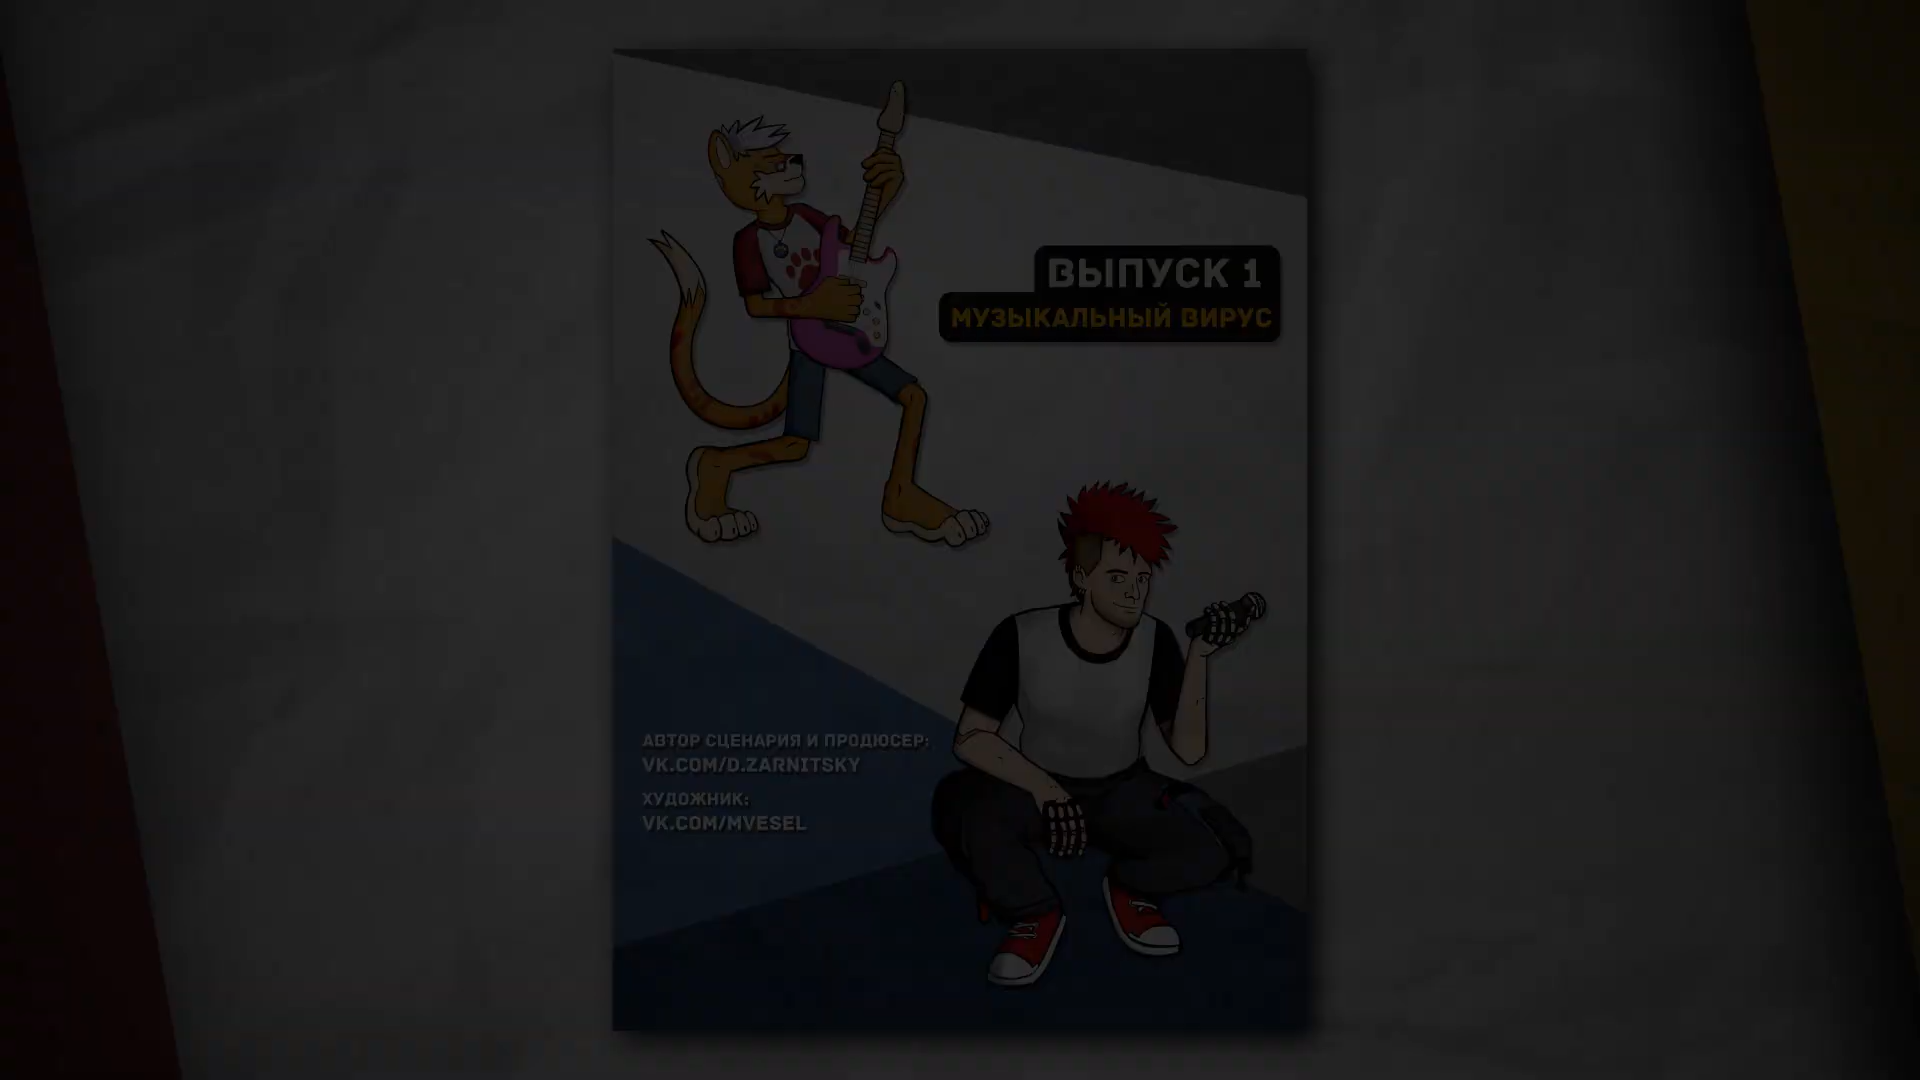 ВЫПУСК 1
МУЗЫКАЛЬНЫЙ ВИРУС
АВТОР СЦЕНАРИЯ И ПРОДЮСЕР:
VK.COM/D.ZARNITSKY
ХУДОЖНИК:
VK.COM/MVESEL